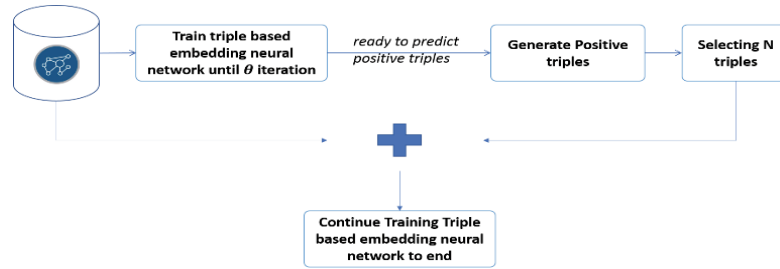 Train triple based
embedding neural
network until θ iteration
ready to predict
positive triples
Generate Positive
triples
Selecting N
triples
Continue Training Triple
based embedding neural
network to end